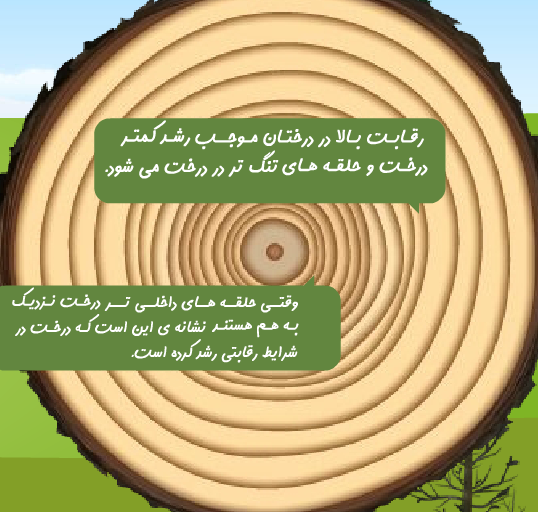 رقابت بالا در درختان موجب رشد کمتر
درخت و حلقه های تنگ تر در درخت می شود.
وقتی حلقه های داخلی تر درخت نزدیک
به هم هستند نشانه ی این است که درخت در
شرایط رقابتی رشد کرده است.